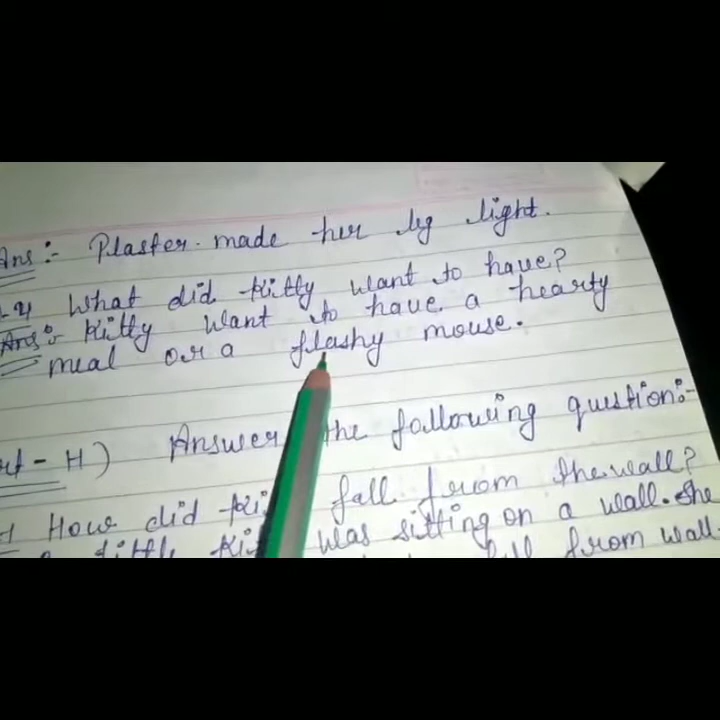 Ans:- Plaster made her leg light.
What did Kitty want to have?
Ans:- Kitty want to have a hearty
meal or a flashy mouse.
- H) Answer the following question:-
How did fall from the wall?
was sitting on a wall. She
from wall.